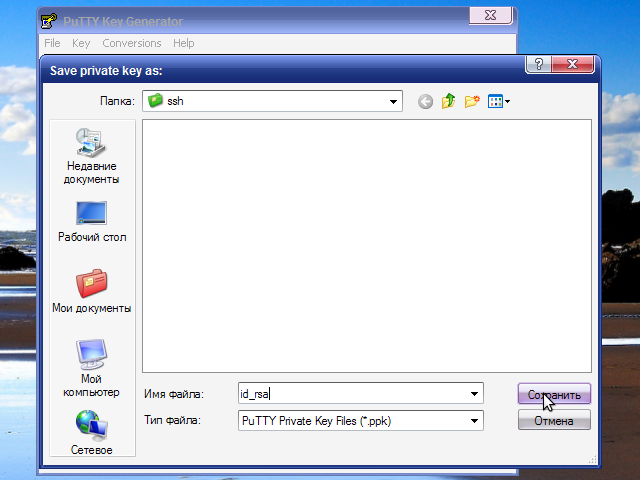 PuTTY Key Generator
File Key Conversions Help
Save private key as:
Папка: ssh
Недавние
документы
Рабочий стол
Мои документы
Мой
компьютер
Сетевое
Имя файла: id_rsa Сохранить
Тип файла: PuTTY Private Key Files (*.ppk) Отмена